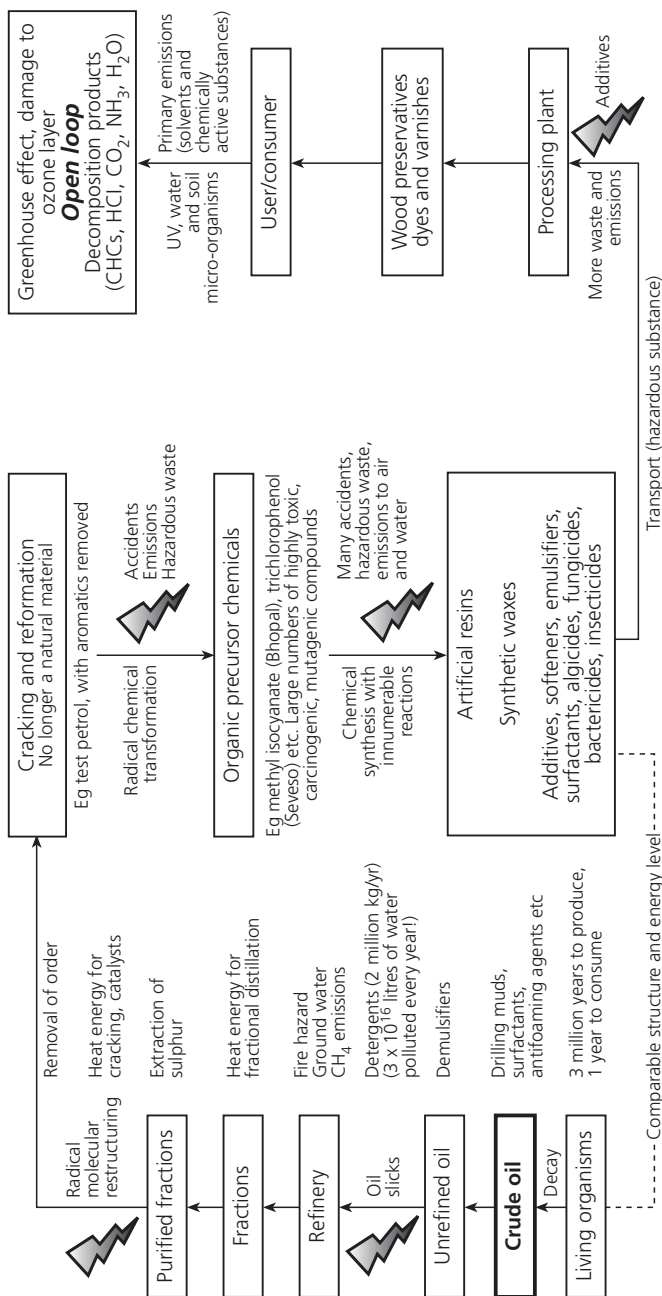 Living organisms
Decay
Crude oil
Unrefined oil
Oil
slicks
Refinery
Fractions
Purified fractions
Radical
molecular
restructuring
3 million years to produce,
1 year to consume
Drilling muds,
surfactants,
antifoaming agents etc
Demulsifiers
Detergents (2 million kg/yr)
(3 x 10¹⁶ litres of water
polluted every year!)
Fire hazard
Ground water
CH₄ emissions
Heat energy for
fractional distillation
Extraction of
sulphur
Heat energy for
cracking, catalysts
Removal of order
Cracking and reformation
No longer a natural material
Eg test petrol, with aromatics removed
Radical chemical
transformation
Accidents
Emissions
Hazardous waste
Organic precursor chemicals
Eg methyl isocyanate (Bhopal), trichlorophenol
(Seveso) etc. Large numbers of highly toxic,
carcinogenic, mutagenic compounds
Chemical
synthesis with
innumerable
reactions
Many accidents,
hazardous waste,
emissions to air
and water
Artificial resins
Synthetic waxes
Additives, softeners, emulsifiers,
surfactants, algicides, fungicides,
bactericides, insecticides
Comparable structure and energy level
Transport (hazardous substance)
More waste and
emissions
Additives
Processing plant
Wood preservatives
dyes and varnishes
User/consumer
UV, water
and soil
micro-organisms
Primary emissions
(solvents and
chemically
active substances)
Greenhouse effect, damage to
ozone layer
Open loop
Decomposition products
(CHCs, HCl, CO₂, NH₃, H₂O)